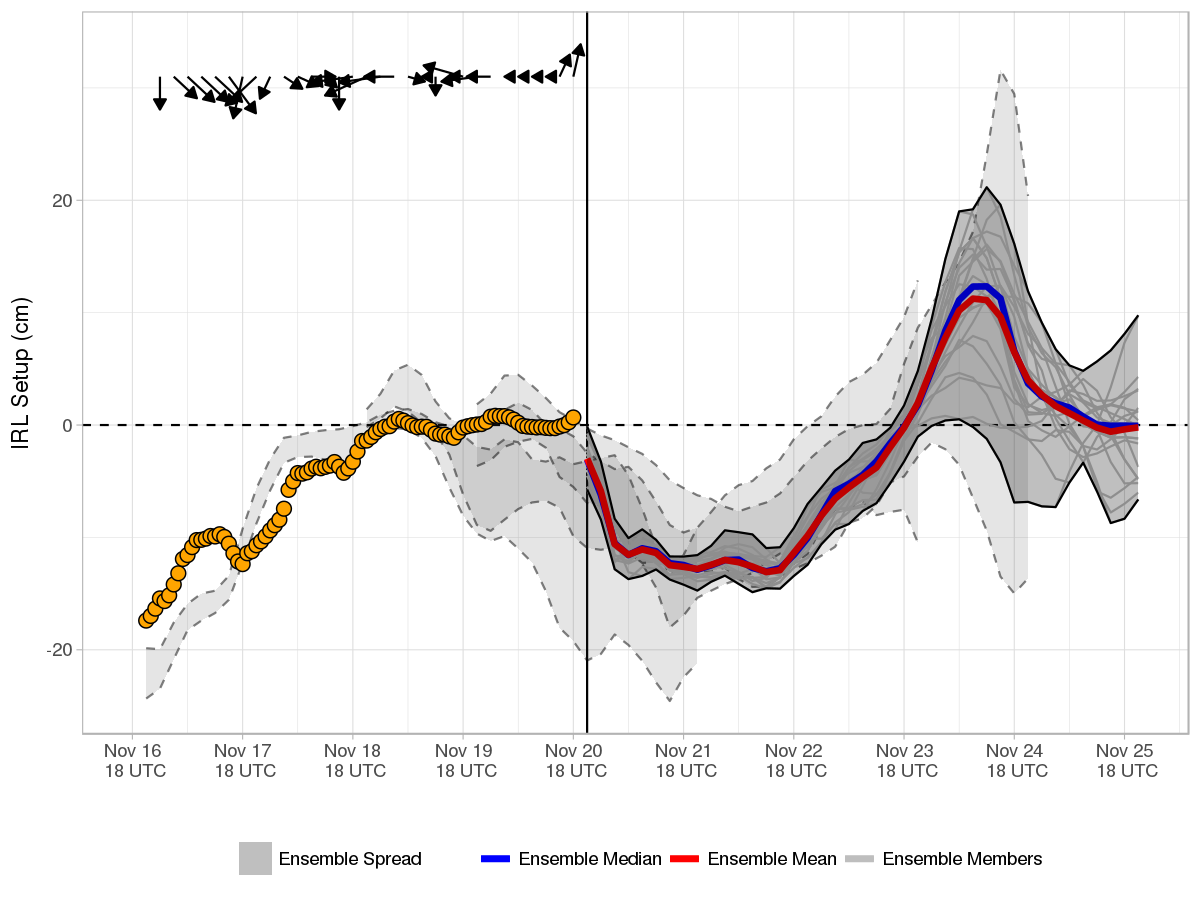 IRL Setup (cm)
20
0
-20
Nov 16 Nov 17 Nov 18 Nov 19 Nov 20 Nov 21 Nov 22 Nov 23 Nov 24 Nov 25
18 UTC 18 UTC 18 UTC 18 UTC 18 UTC 18 UTC 18 UTC 18 UTC 18 UTC 18 UTC
Ensemble Spread Ensemble Median Ensemble Mean Ensemble Members